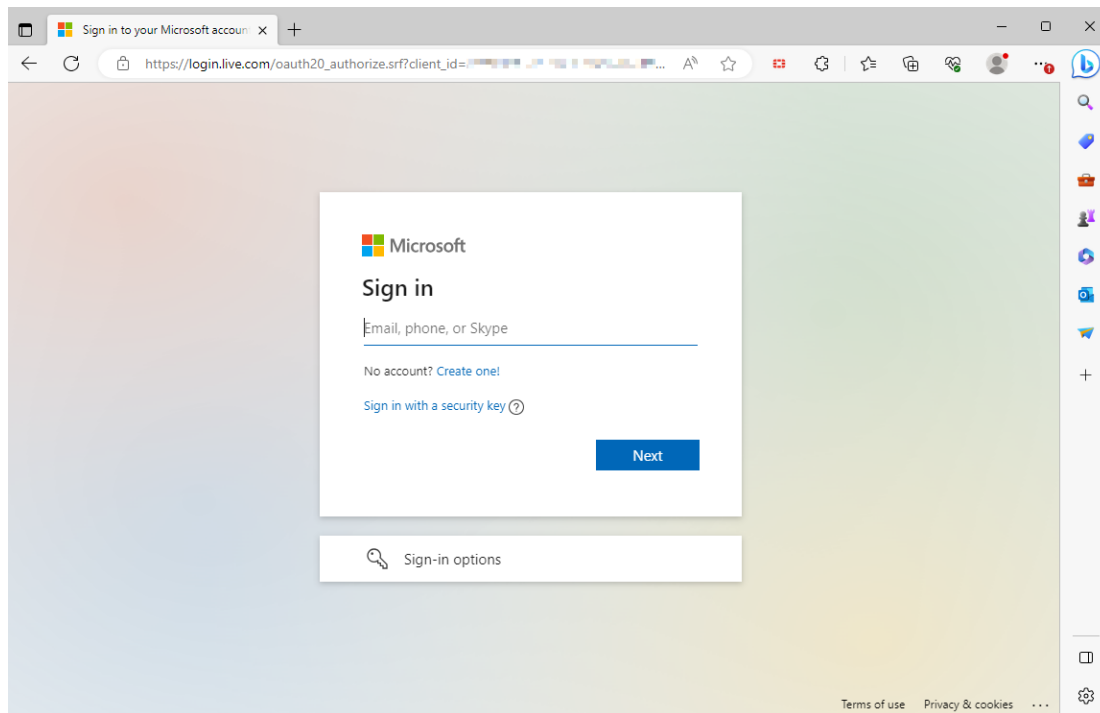 Sign in to your Microsoft accoun
https://login.live.com/oauth20_authorize.srf?client_id=
Microsoft
Sign in
Email, phone, or Skype
No account? Create one!
Sign in with a security key
Next
Sign-in options
Terms of use Privacy & cookies ...